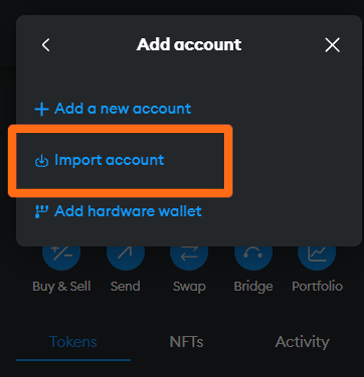 Add account
Add a new account
Import account
Add hardware wallet
Buy & Sell Send Swap Bridge Portfolio
Tokens NFTs Activity